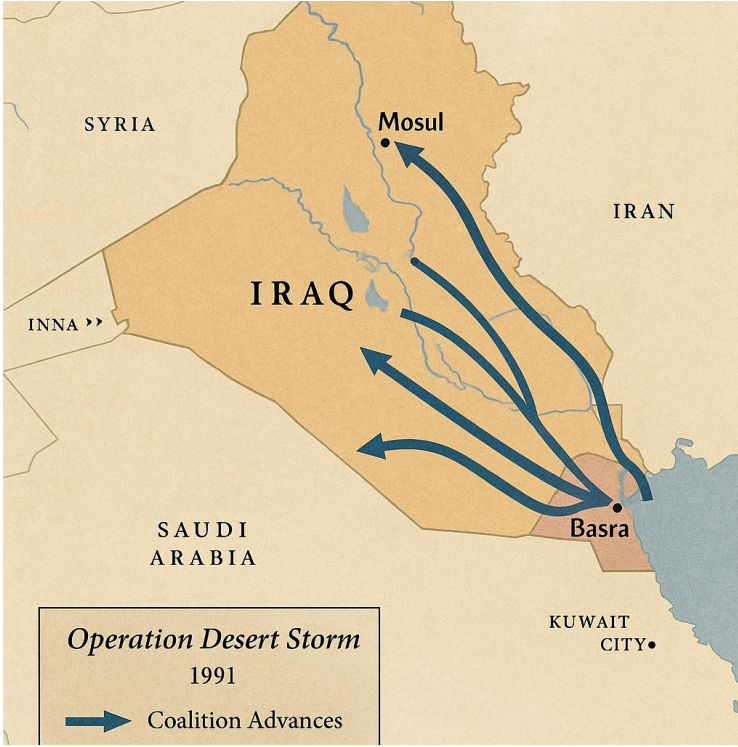 Mosul
SYRIA
IRAN
IRAQ
INNA ››
Basra
SAUDI
ARABIA
KUWAIT
CITY
Operation Desert Storm
1991
Coalition Advances